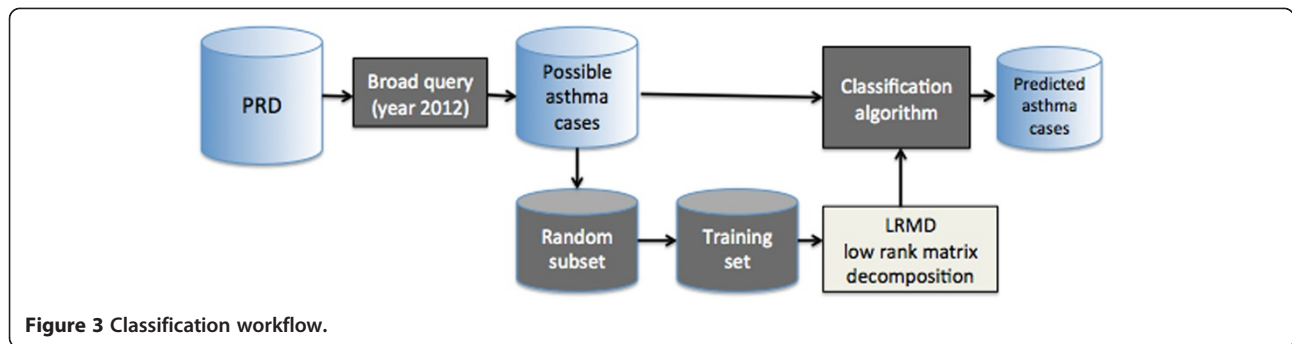 PRD
Broad query
(year 2012)
Possible
asthma
cases
Classification
algorithm
Predicted
asthma
cases
Random
subset
Training
set
LRMD
low rank matrix
decomposition
Figure 3 Classification workflow.